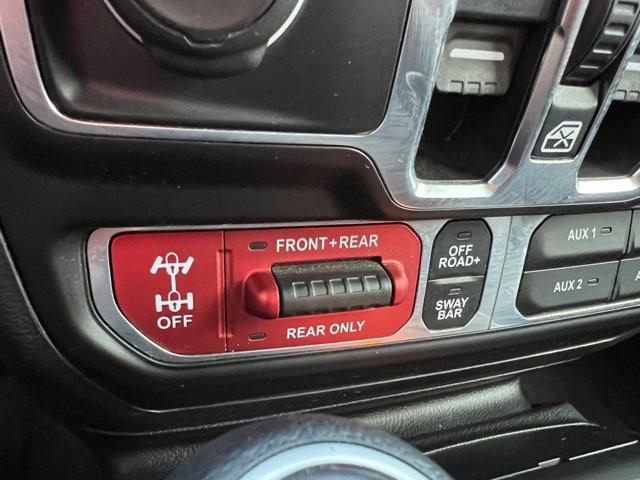 FRONT+REAR
OFF
REAR ONLY
OFF
ROAD+
SWAY
BAR
AUX 1
AUX 2
A